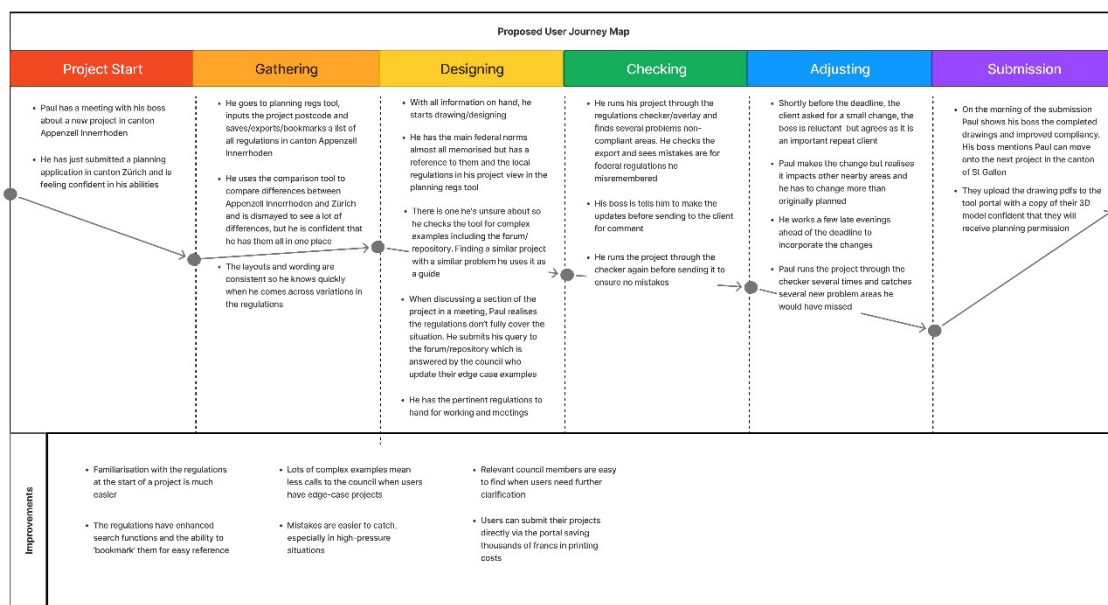 Proposed User Journey Map
Project Start
Gathering
Designing
Checking
Adjusting
Submission
• Paul has a meeting with his boss
about a new project in canton
Appenzell Innerrhoden
• He has just submitted a planning
application in canton Zürich and is
feeling confident in his abilities
• He goes to planning regs tool,
inputs the project postcode and
saves/exports/bookmarks a list of
all regulations in canton Appenzell
Innerrhoden
• He uses the comparison tool to
compare differences between
Appenzell Innerrhoden and Zürich
and is dismayed to see a lot of
differences, but he is confident that
he has them all in one place
• The layouts and wording are
consistent so he knows quickly
when he comes across variations in
the regulations
• With all information on hand, he
starts drawing/designing
• He has the main federal norms
almost all memorised but has a
reference to them and the local
regulations in his project view in the
planning regs tool
• There is one he's unsure about so
he checks the tool for complex
examples including the forum/
repository. Finding a similar project
with a similar problem he uses it as
a guide
• When discussing a section of the
project in a meeting, Paul realises
the regulations don't fully cover the
situation. He submits his query to
the forum/repository which is
answered by the council who
update their edge case examples
• He has the pertinent regulations to
hand for working and meetings
• He runs his project through the
regulations checker/overlay and
finds several problems non-
compliant areas. He checks the
export and sees mistakes are for
federal regulations he
misremembered
• His boss is tells him to make the
updates before sending to the client
for comment
• He runs the project through the
checker again before sending it to
ensure no mistakes
• Shortly before the deadline, the
client asked for a small change, the
boss is reluctant but agrees as it is
an important repeat client
• Paul makes the change but realises
it impacts other nearby areas and
he has to change more than
originally planned
• He works a few late evenings
ahead of the deadline to
incorporate the changes
• Paul runs the project through the
checker several times and catches
several new problem areas he
would have missed
• On the morning of the submission
Paul shows his boss the completed
drawings and improved compliancy.
His boss mentions Paul can move
onto the next project in the canton
of St Gallen
• They upload the drawing pdfs to the
tool portal with a copy of their 3D
model confident that they will
receive planning permission
Improvements
• Familiarisation with the regulations
at the start of a project is much
easier
• The regulations have enhanced
search functions and the ability to
'bookmark' them for easy reference
• Lots of complex examples mean
less calls to the council when users
have edge-case projects
• Mistakes are easier to catch,
especially in high-pressure
situations
• Relevant council members are easy
to find when users need further
clarification
• Users can submit their projects
directly via the portal saving
thousands of francs in printing
costs